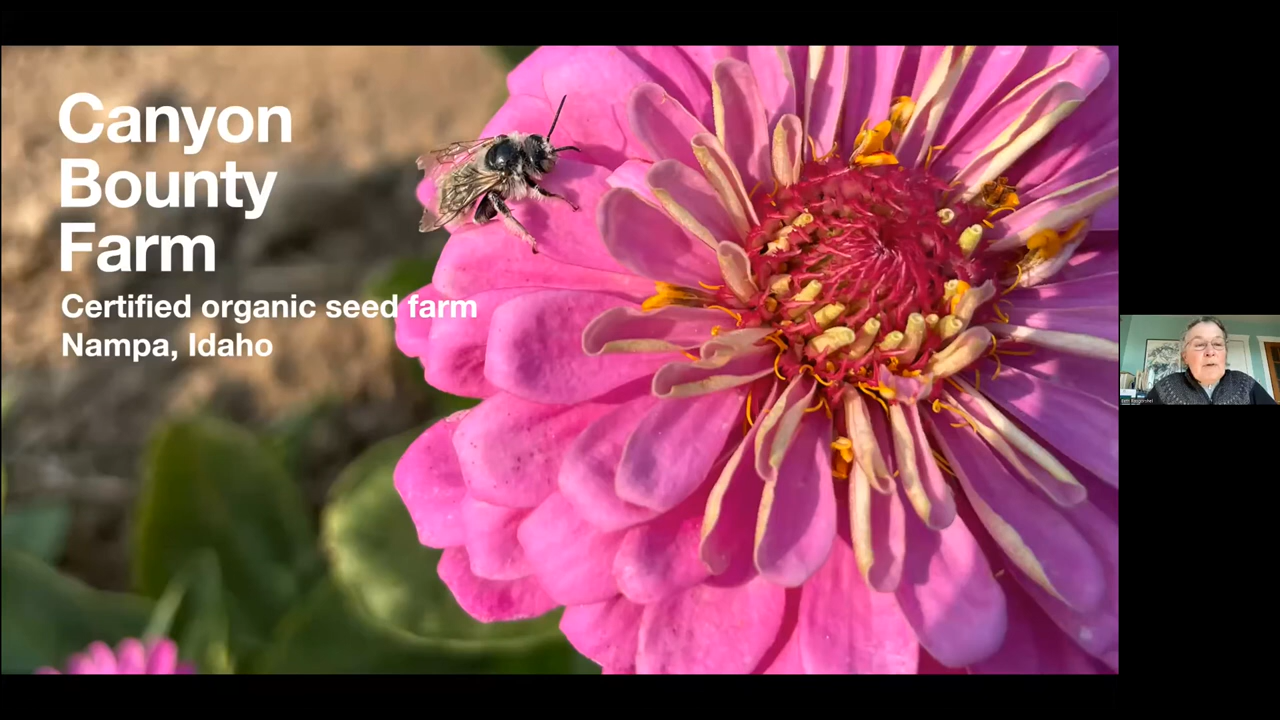 Canyon
Bounty
Farm
Certified organic seed farm
Nampa, Idaho